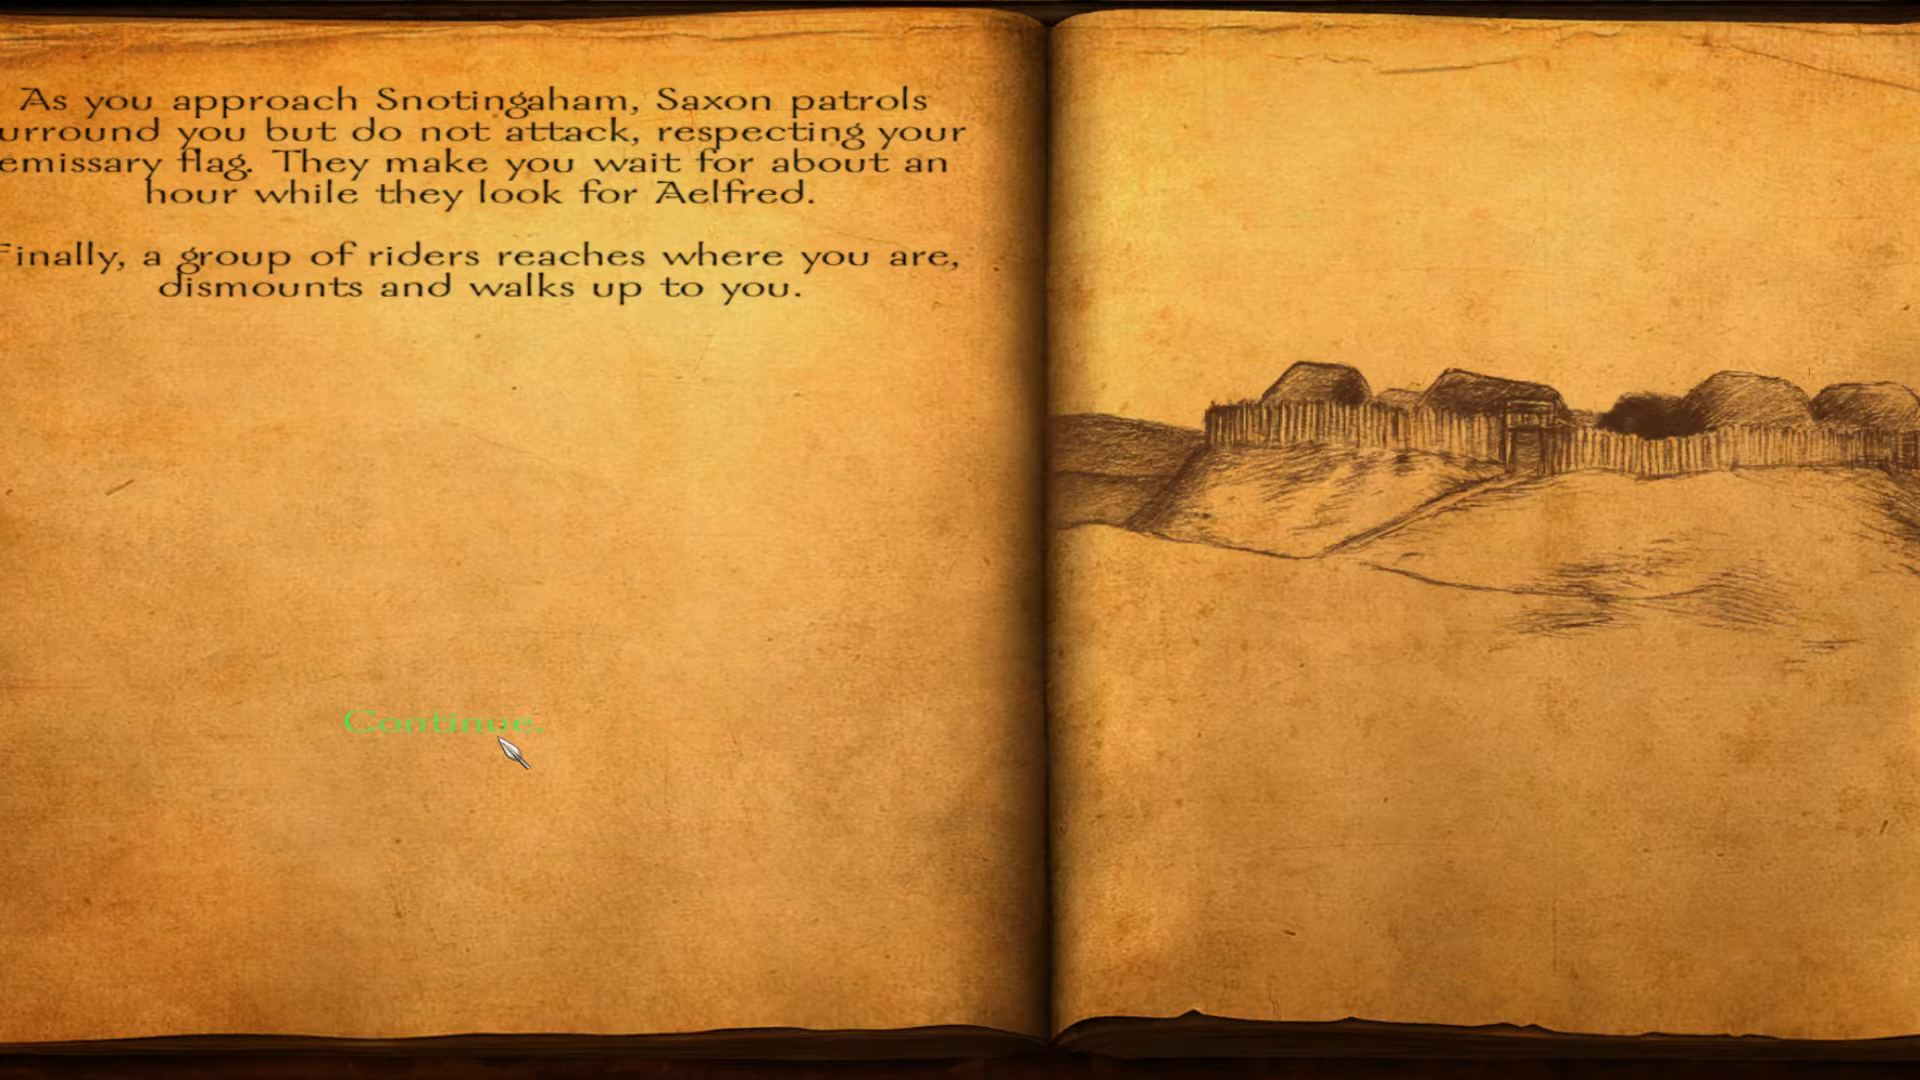 As you approach Snotingaham, Saxon patrols
urround you but do not attack, respecting your
emissary flag. They make you wait for about an
hour while they look for Aelfred.
Finally, a group of riders reaches where you are,
dismounts and walks up to you.
Continue.